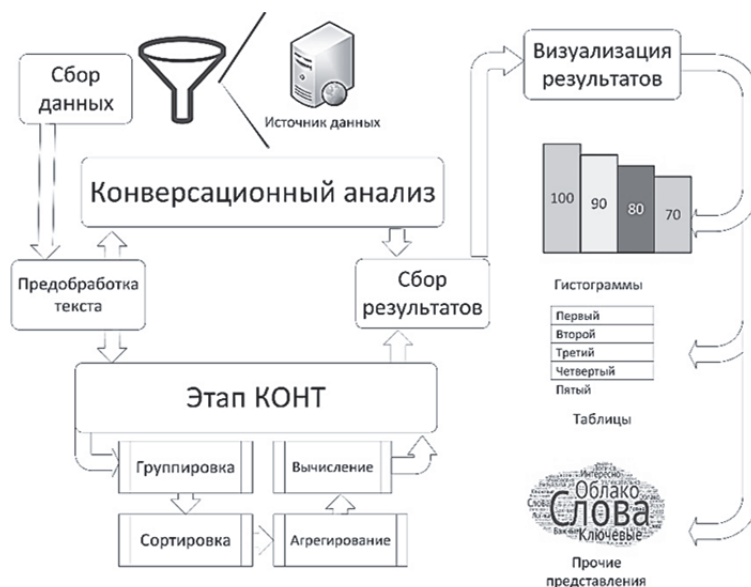 Сбор
данных
Источник данных
Визуализация
результатов
Конверсационный анализ
100
90
80
70
Предобработка
текста
Сбор
результатов
Гистограммы
Первый
Второй
Третий
Четвертый
Пятый
Таблицы
Этап КОНТ
Группировка
Вычисление
Сортировка
Агрегирование
Интересно
Облако
Слова
Ключевые
Прочие
представления